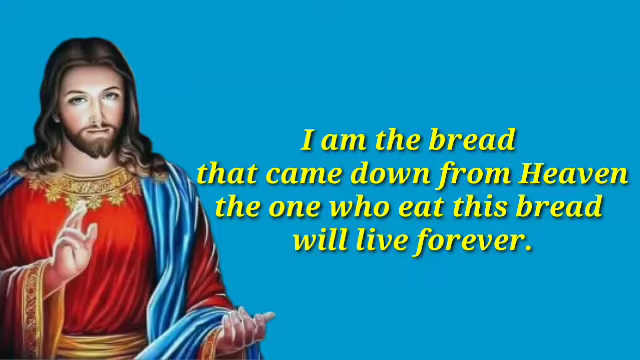 I am the bread
that came down from Heaven
the one who eat this bread
will live forever.